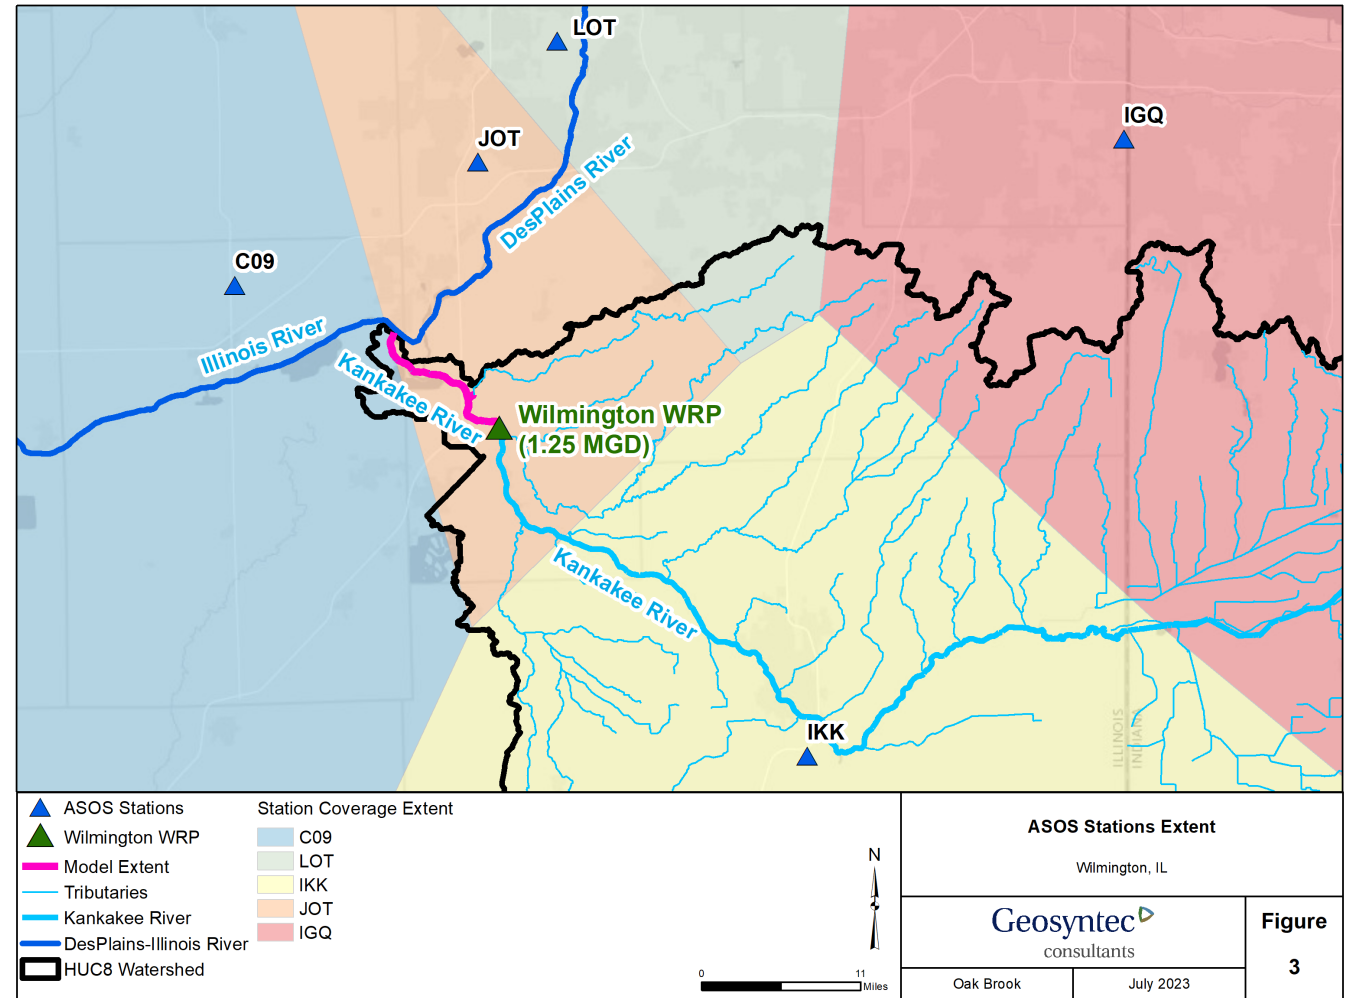 LOT
IGQ
JOT
DesPlains River
C09
Illinois River
Kankakee River
Wilmington WRP
(1.25 MGD)
Kankakee River
IKK
ILLINOIS
INDIANA
ASOS Stations
Wilmington WRP
Model Extent
Tributaries
Kankakee River
DesPlains-Illinois River
HUC8 Watershed
Station Coverage Extent
C09
LOT
IKK
JOT
IGQ
N
0 11
Miles
ASOS Stations Extent
Wilmington, IL
Geosyntec
consultants
Figure
3
Oak Brook
July 2023